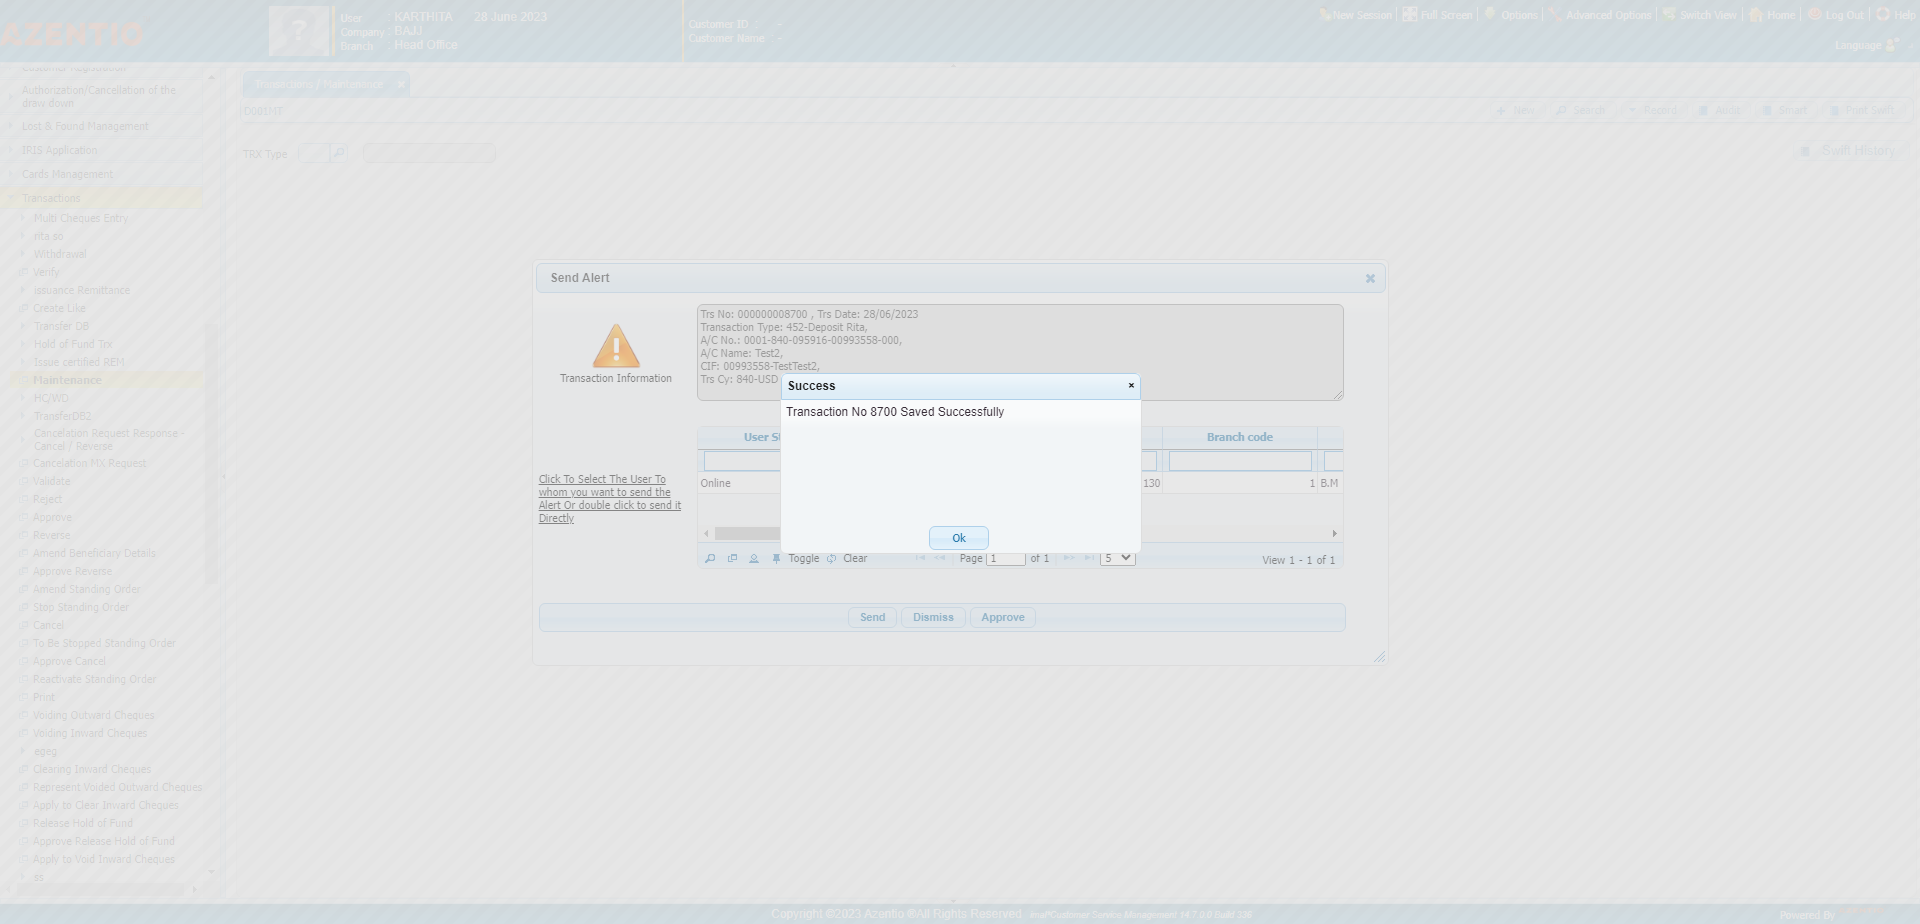 AZENTIO
User : KARTHITA 28 June 2023
Company : BAJJ
Branch : Head Office
Customer ID : -
Customer Name: -
New Session
Full Screen
Options
Advanced Options
Switch View
Home
Log Out
Help
Language
Customer Registration
Authorization/Cancellation of the
draw down
Lost & Found Management
IRIS Application
Cards Management
Transactions
Multi Cheques Entry
rita so
Withdrawal
Verify
issuance Remittance
Create Like
Transfer DB
Hold of Fund Trx
Issue certified REM
Maintenance
HC/WD
TransferDB2
Cancelation Request Response -
Cancel / Reverse
Cancelation MX Request
Validate
Reject
Approve
Reverse
Amend Beneficiary Details
Approve Reverse
Amend Standing Order
Stop Standing Order
Cancel
To Be Stopped Standing Order
Approve Cancel
Reactivate Standing Order
Print
Voiding Outward Cheques
Voiding Inward Cheques
egeg
Clearing Inward Cheques
Represent Voided Outward Cheques
Apply to Clear Inward Cheques
Release Hold of Fund
Approve Release Hold of Fund
Apply to Void Inward Cheques
ss
Transactions / Maintenance
D001MT
New
Search
Record
Audit
Smart
Print Swift
TRX Type
Swift History
Send Alert
Transaction Information
Trs No: 000000008700 , Trs Date: 28/06/2023
Transaction Type: 452-Deposit Rita,
A/C No.: 0001-840-095916-00993558-000,
A/C Name: Test2,
CIF: 00993558-TestTest2,
Trs Cy: 840-USD
Success
Transaction No 8700 Saved Successfully
Ok
Click To Select The User To
whom you want to send the
Alert Or double click to send it
Directly
User St
Branch code
Online 130 1 B.M
Toggle Clear Page 1 of 1 5 View 1 - 1 of 1
Send Dismiss Approve
Copyright ©2023 Azentio ®All Rights Reserved imal®Customer Service Management 14.7.0.0 Build 336
Powered By